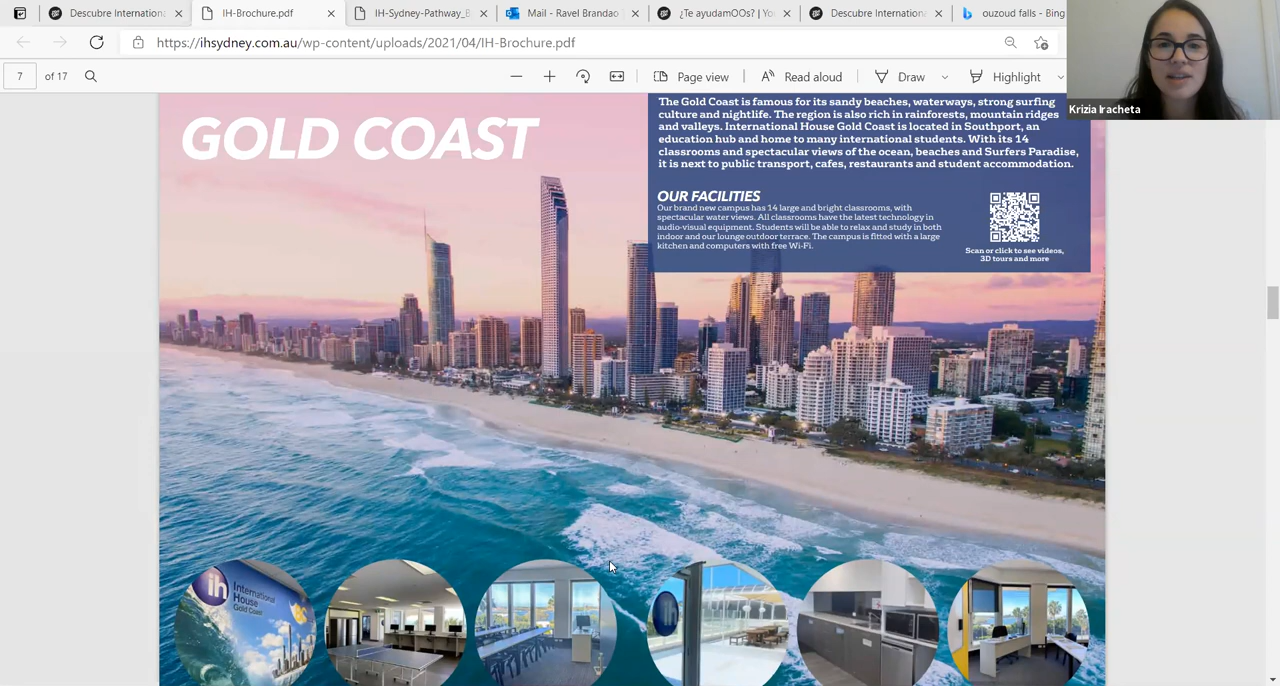 Descubre Internationa
IH-Brochure.pdf
IH-Sydney-Pathway_B
Mail - Ravel Brandao
¿Te ayudamOOs? | Yo
Descubre Internationa
ouzoud falls - Bing
https://ihsydney.com.au/wp-content/uploads/2021/04/IH-Brochure.pdf
7 of 17
Page view
Read aloud
Draw
Highlight
Krizia Iracheta
GOLD COAST
The Gold Coast is famous for its sandy beaches, waterways, strong surfing
culture and nightlife. The region is also rich in rainforests, mountain ridges
and valleys. International House Gold Coast is located in Southport, an
education hub and home to many international students. With its 14
classrooms and spectacular views of the ocean, beaches and Surfers Paradise,
it is next to public transport, cafes, restaurants and student accommodation.
OUR FACILITIES
Our brand new campus has 14 large and bright classrooms, with
spectacular water views. All classrooms have the latest technology in
audio-visual equipment. Students will be able to relax and study in both
indoor and our lounge outdoor terrace. The campus is fitted with a large
kitchen and computers with free Wi-Fi.
Scan or click to see videos,
3D tours and more
ih
International
House
Gold Coast